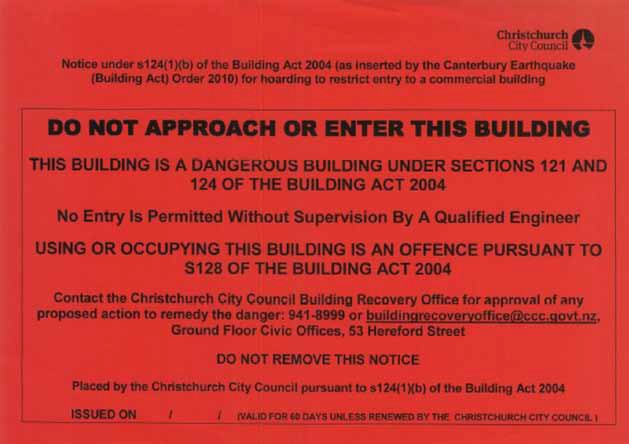 Christchurch
City Council
Notice under s124(1)(b) of the Building Act 2004 (as inserted by the Canterbury Earthquake
(Building Act) Order 2010) for hoarding to restrict entry to a commercial building
DO NOT APPROACH OR ENTER THIS BUILDING
THIS BUILDING IS A DANGEROUS BUILDING UNDER SECTIONS 121 AND
124 OF THE BUILDING ACT 2004
No Entry Is Permitted Without Supervision By A Qualified Engineer
USING OR OCCUPYING THIS BUILDING IS AN OFFENCE PURSUANT TO
S128 OF THE BUILDING ACT 2004
Contact the Christchurch City Council Building Recovery Office for approval of any
proposed action to remedy the danger: 941-8999 or buildingrecoveryoffice@ccc.govt.nz,
Ground Floor Civic Offices, 53 Hereford Street
DO NOT REMOVE THIS NOTICE
Placed by the Christchurch City Council pursuant to s124(1)(b) of the Building Act 2004
ISSUED ON / / (VALID FOR 60 DAYS UNLESS RENEWED BY THE CHRISTCHURCH CITY COUNCIL )